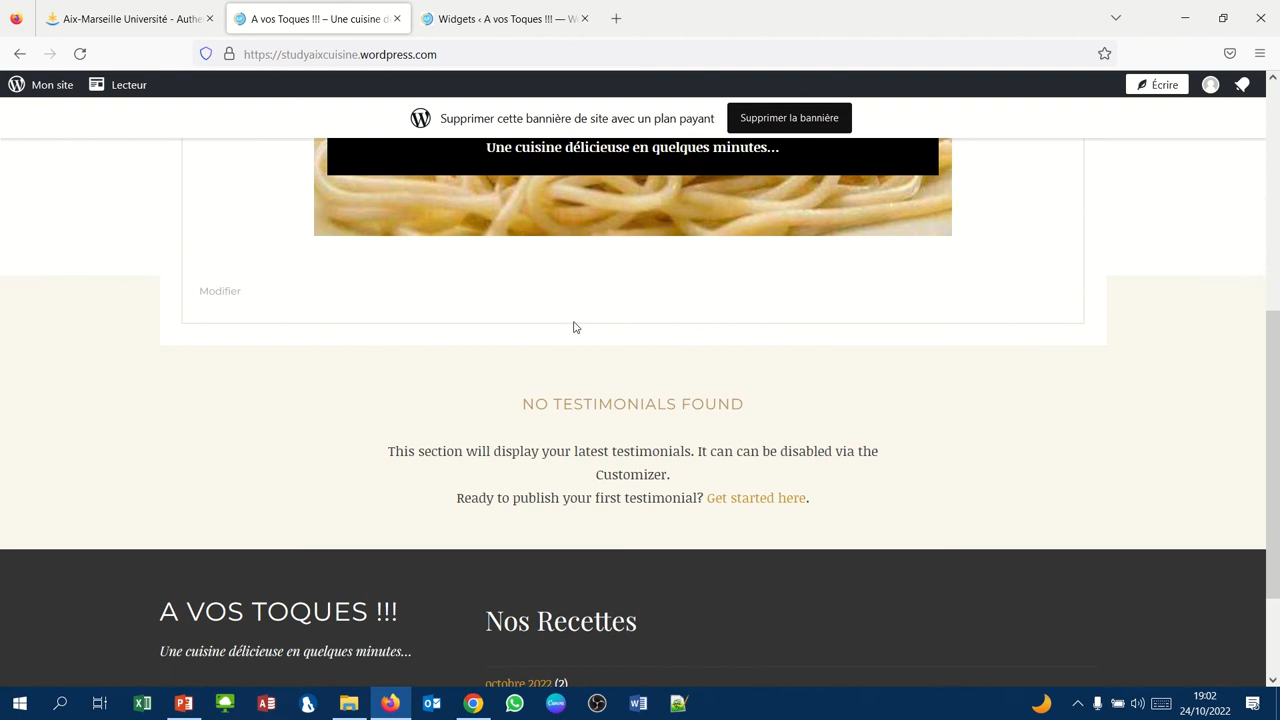 Aix-Marseille Université - Authe
A vos Toques !!! – Une cuisine d
Widgets ‹ A vos Toques !!! — W
https://studyaixcuisine.wordpress.com
Mon site
Lecteur
Écrire
Supprimer cette bannière de site avec un plan payant
Supprimer la bannière
Une cuisine délicieuse en quelques minutes...
Modifier
NO TESTIMONIALS FOUND
This section will display your latest testimonials. It can can be disabled via the
Customizer.
Ready to publish your first testimonial? Get started here.
A VOS TOQUES !!!
Une cuisine délicieuse en quelques minutes...
Nos Recettes
octobre 2022 (2)
Canva
19:02
24/10/2022